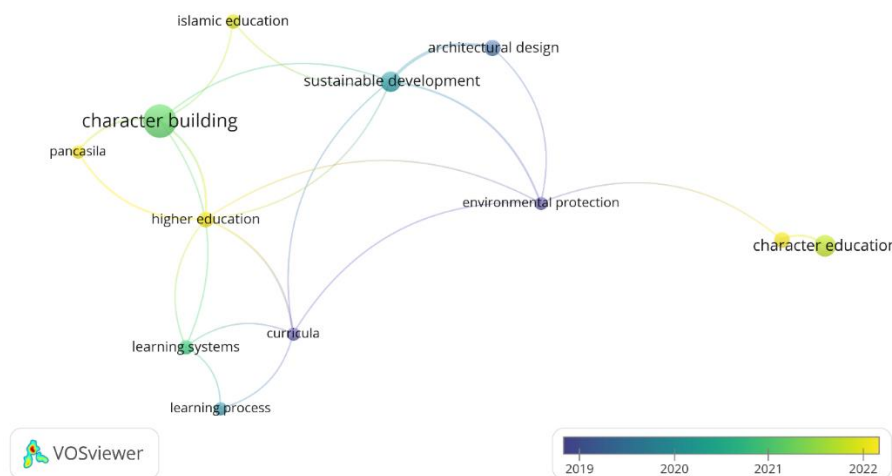 islamic education
architectural design
sustainable development
character building
pancasila
environmental protection
higher education
character education
curricula
learning systems
learning process
VOSviewer
2019 2020 2021 2022